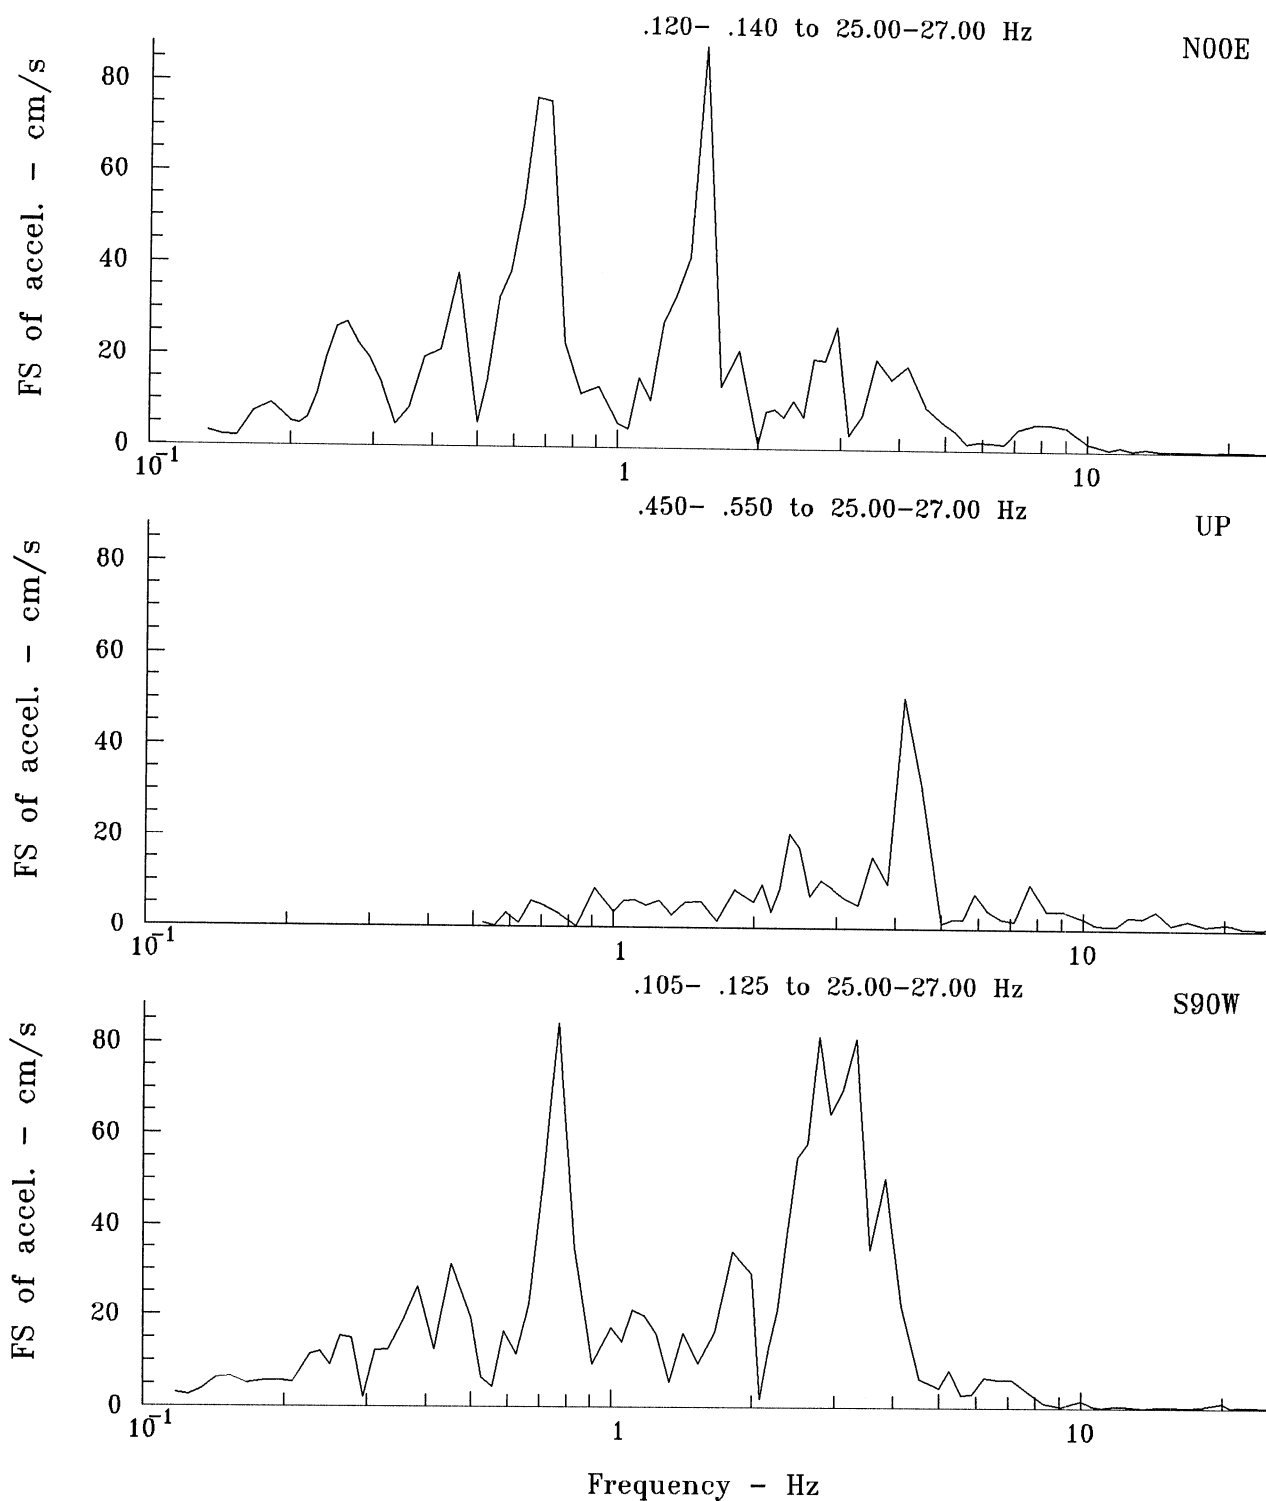 .120- .140 to 25.00-27.00 Hz
N00E
FS of accel. - cm/s
80
60
40
20
0
10-1
1
10
.450- .550 to 25.00-27.00 Hz
UP
FS of accel. - cm/s
80
60
40
20
0
10-1
1
10
.105- .125 to 25.00-27.00 Hz
S90W
FS of accel. - cm/s
80
60
40
20
0
10-1
1
10
Frequency - Hz